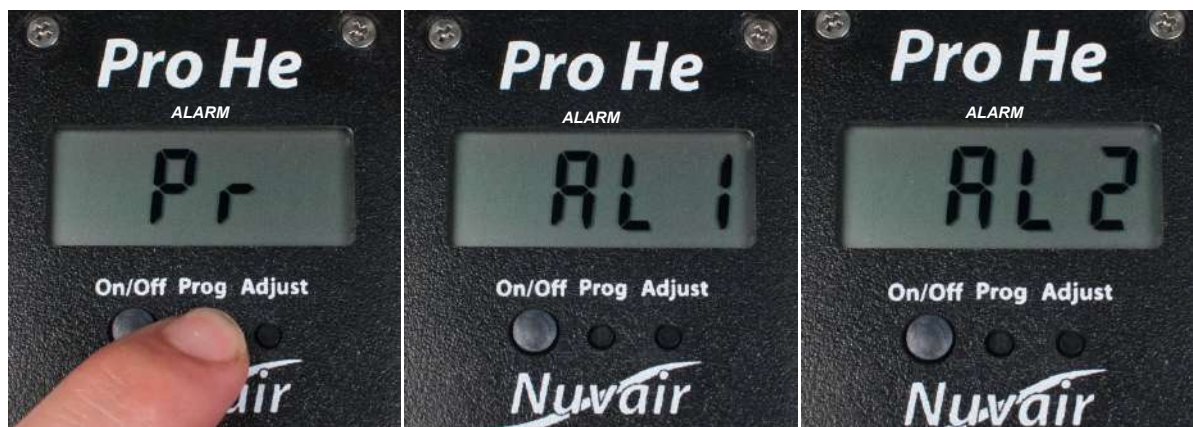 Pro He
ALARM
Pr
On/Off Prog Adjust
air
Pro He
ALARM
AL1
On/Off Prog Adjust
Nuvair
Pro He
ALARM
AL2
On/Off Prog Adjust
Nuvair